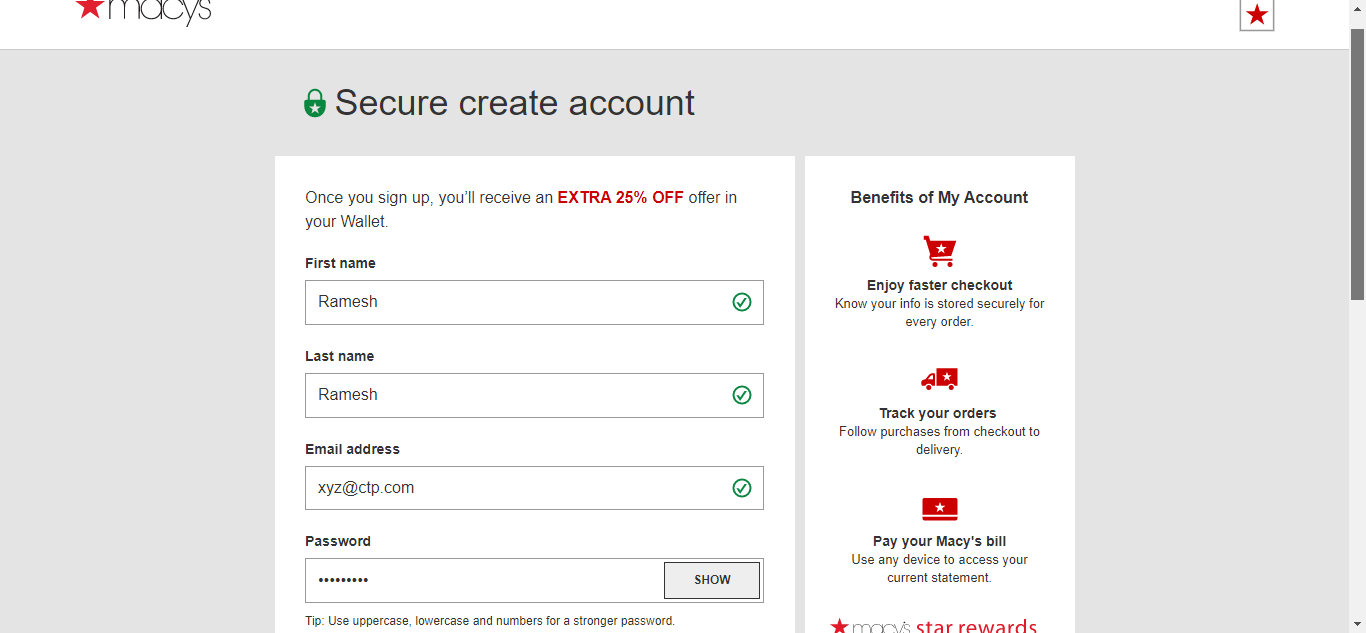 macys
Secure create account
Once you sign up, you’ll receive an EXTRA 25% OFF offer in
your Wallet.
First name
Ramesh
Last name
Ramesh
Email address
xyz@ctp.com
Password
•••••••••
SHOW
Tip: Use uppercase, lowercase and numbers for a stronger password.
Benefits of My Account
Enjoy faster checkout
Know your info is stored securely for
every order.
Track your orders
Follow purchases from checkout to
delivery.
Pay your Macy's bill
Use any device to access your
current statement.
macy's star rewards